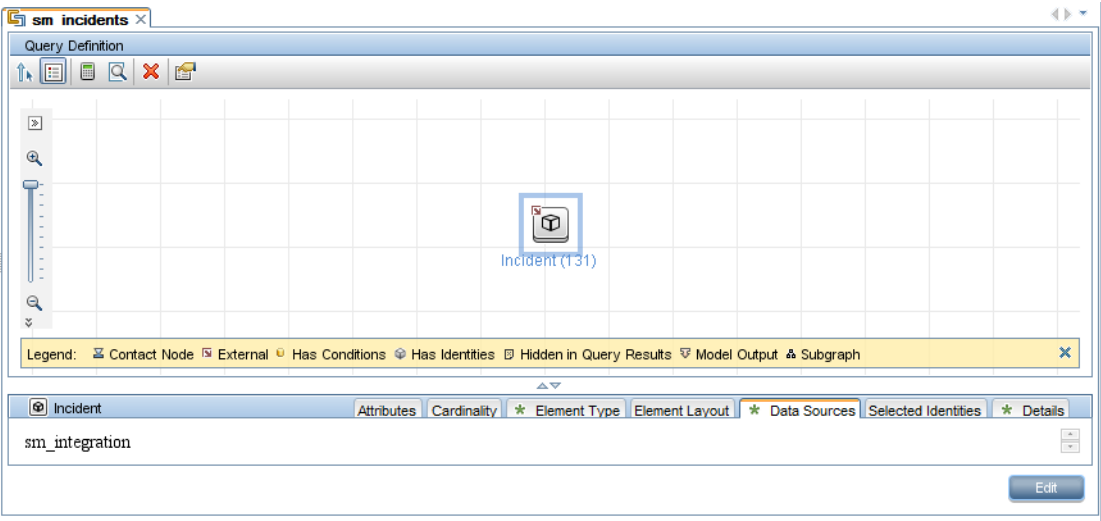 sm_incidents
Query Definition
Incident (131)
Legend: Contact Node External Has Conditions Has Identities Hidden in Query Results Model Output Subgraph
Incident Attributes Cardinality * Element Type Element Layout * Data Sources Selected Identities * Details
sm_integration
Edit